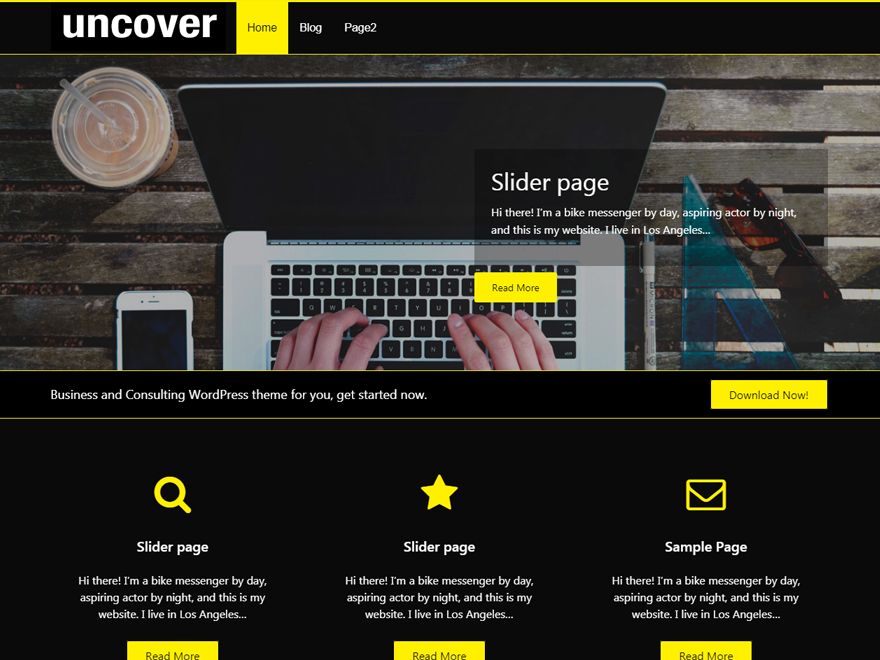 uncover
Home
Blog
Page2
Slider page
Hi there! I'm a bike messenger by day, aspiring actor by night,
and this is my website. I live in Los Angeles...
Read More
Business and Consulting WordPress theme for you, get started now.
Download Now!
Slider page
Hi there! I'm a bike messenger by day,
aspiring actor by night, and this is my
website. I live in Los Angeles...
Read More
Slider page
Hi there! I'm a bike messenger by day,
aspiring actor by night, and this is my
website. I live in Los Angeles...
Read More
Sample Page
Hi there! I'm a bike messenger by day,
aspiring actor by night, and this is my
website. I live in Los Angeles...
Read More